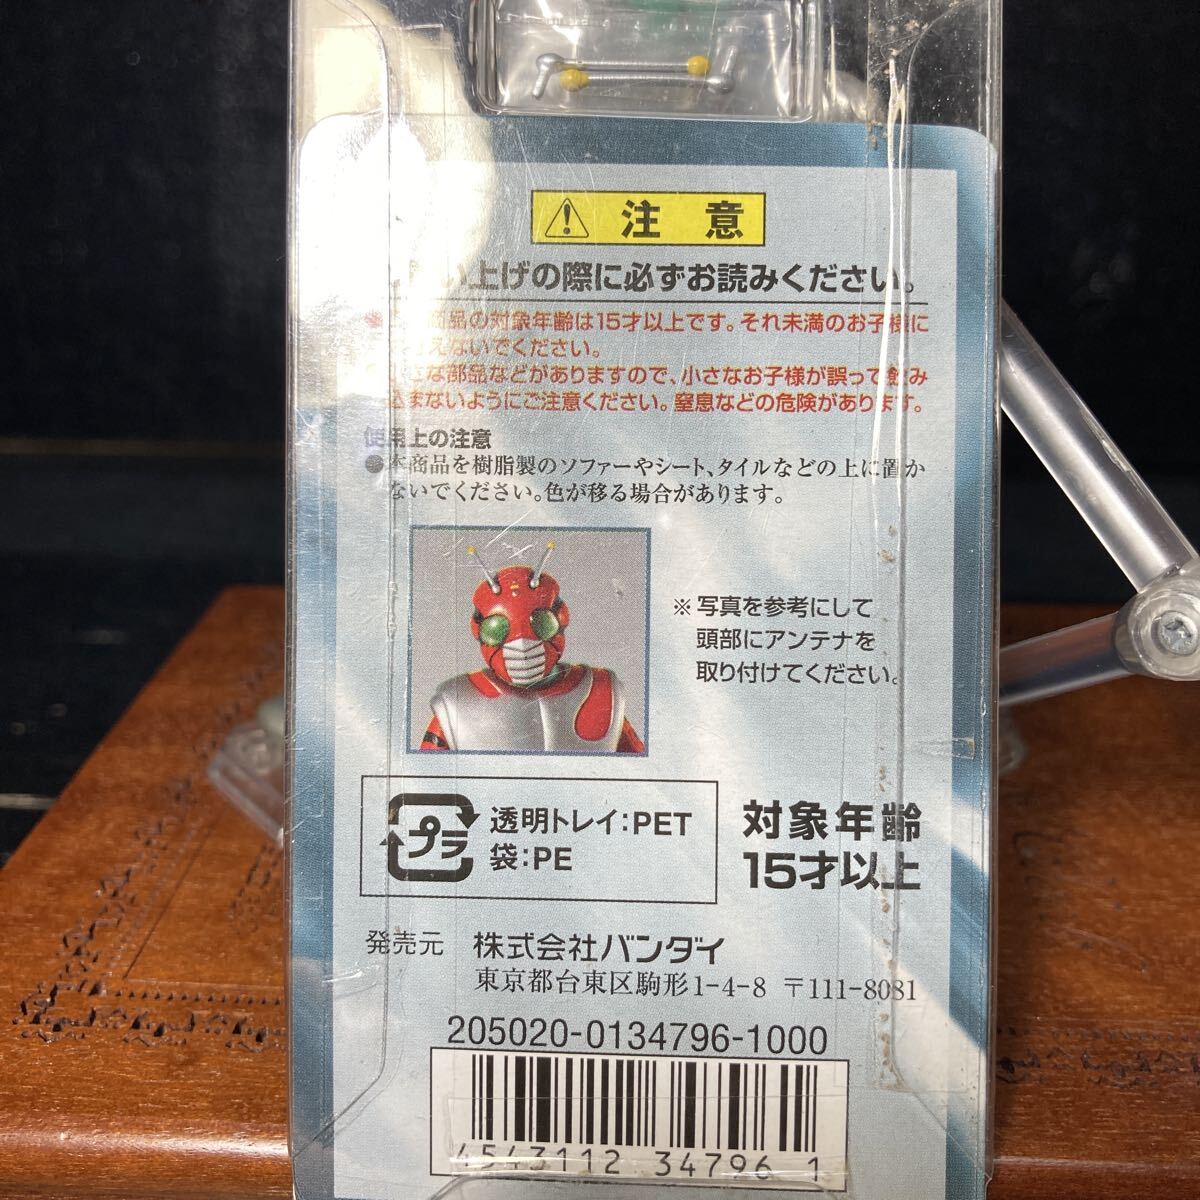 注意
い上げの際に必ずお読みください。
商品の対象年齢は15才以上です。それ未満のお子様に
えないでください。
さな部品などがありますので、小さなお子様が誤って飲み
込まないようにご注意ください。窒息などの危険があります。
使用上の注意
●本商品を樹脂製のソファーやシート、タイルなどの上に置か
ないでください。色が移る場合があります。
※写真を参考にして
頭部にアンテナを
取り付けてください。
プラ
透明トレイ:PET
袋:PE
対象年齢
15才以上
発売元 株式会社バンダイ
東京都台東区駒形1-4-8 〒111-8081
205020-0134796-1000
4543112 34796 1